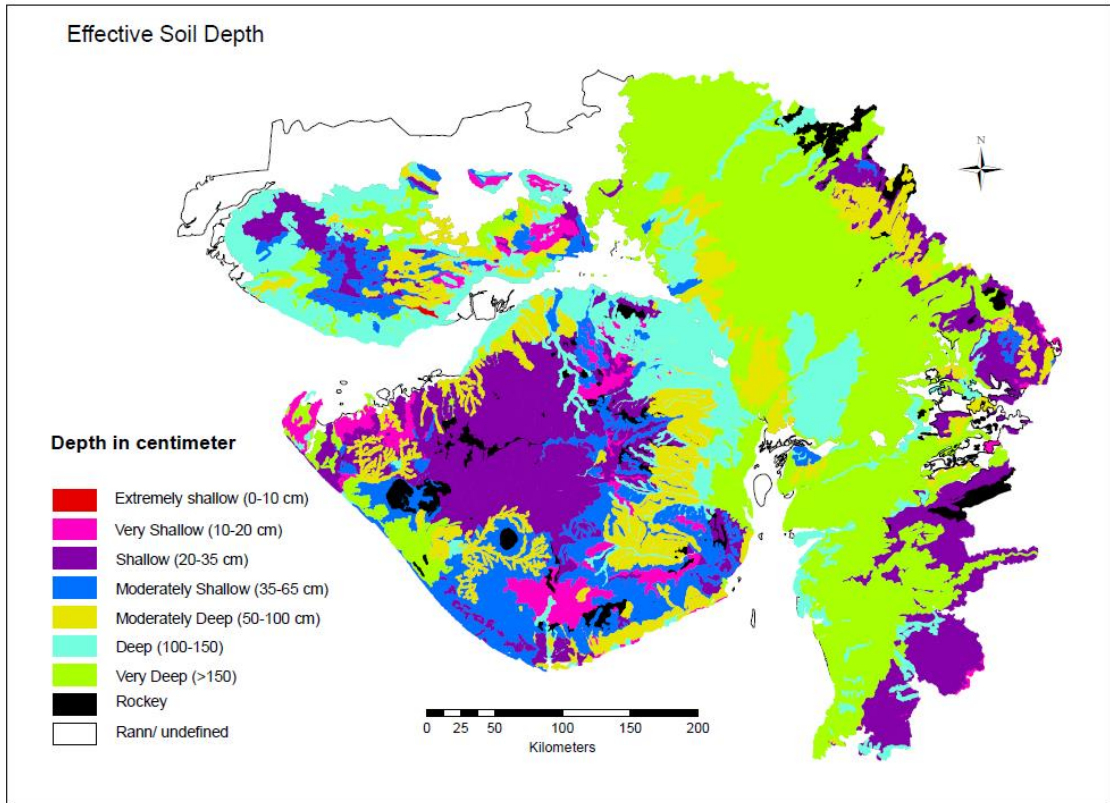 Effective Soil Depth
N
Depth in centimeter
Extremely shallow (0-10 cm)
Very Shallow (10-20 cm)
Shallow (20-35 cm)
Moderately Shallow (35-65 cm)
Moderately Deep (50-100 cm)
Deep (100-150)
Very Deep (>150)
Rockey
Rann/ undefined
0 25 50 100 150 200
Kilometers